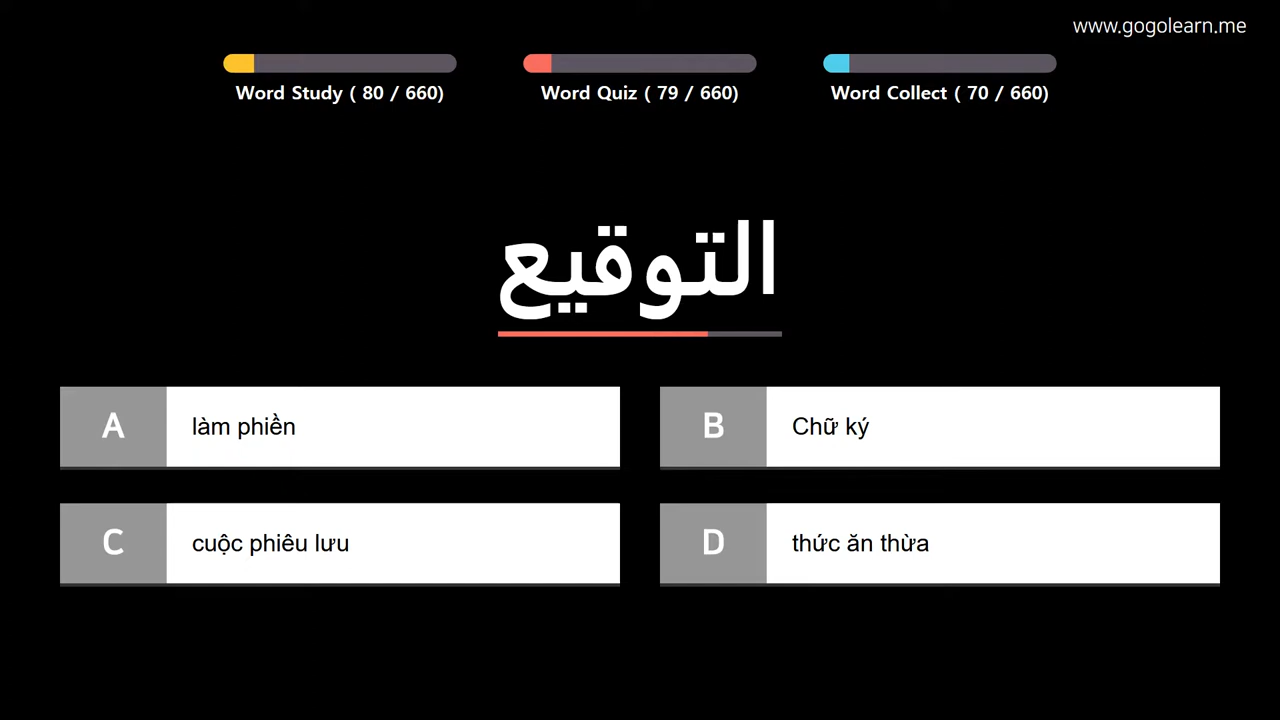 www.gogolearn.me
Word Study ( 80 / 660)
Word Quiz ( 79 / 660)
Word Collect ( 70 / 660)
التوقيع
A
làm phiền
B
Chữ ký
C
cuộc phiêu lưu
D
thức ăn thừa